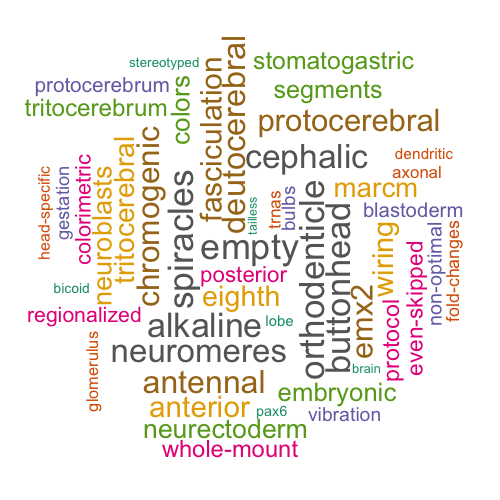 stereotyped
stomatogastric
protocerebrum
segments
tritocerebrum
colors
fasciculation
deutocerebral
protocerebral
cephalic
dendritic
axonal
head-specific
gestation
colorimetric
neuroblasts
tritocerebral
chromogenic
spiracles
tailless
trnas
bulbs
marcm
blastoderm
empty
orthodenticle
buttonhead
wiring
non-optimal
fold-changes
even-skipped
posterior
bicoid
eighth
emx2
protocol
regionalized
alkaline
lobe
neuromeres
glomerulus
brain
antennal
embryonic
anterior
pax6
vibration
neurectoderm
whole-mount